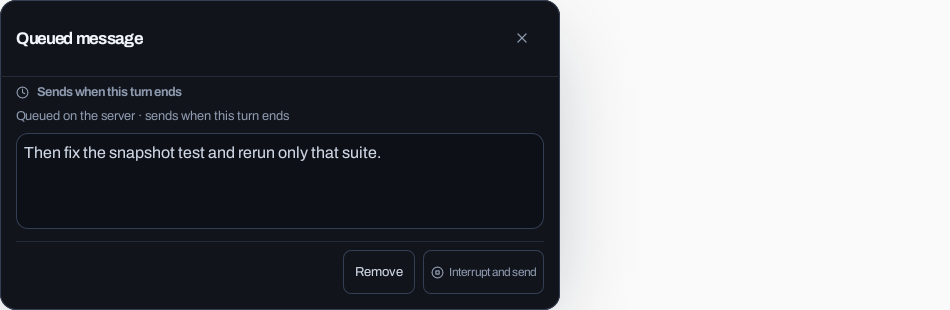 Queued message
Sends when this turn ends
Queued on the server · sends when this turn ends
Then fix the snapshot test and rerun only that suite.
Remove
Interrupt and send